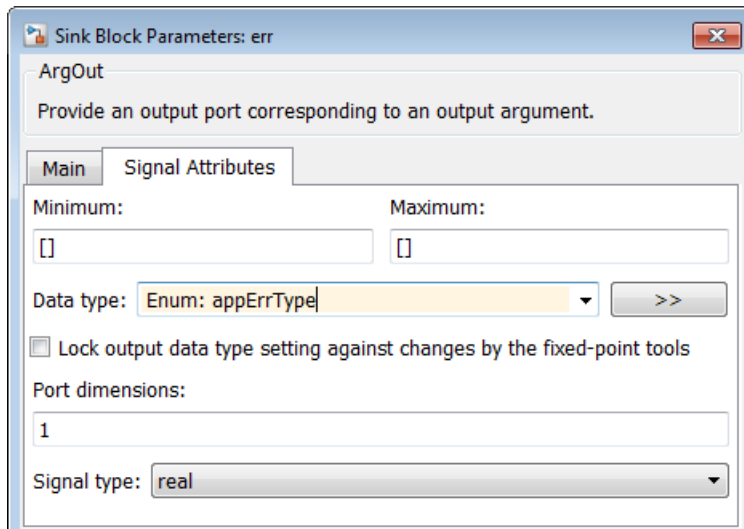 Sink Block Parameters: err
ArgOut
Provide an output port corresponding to an output argument.
Main Signal Attributes
Minimum: Maximum:
[] []
Data type: Enum: appErrType >>
Lock output data type setting against changes by the fixed-point tools
Port dimensions:
1
Signal type: real